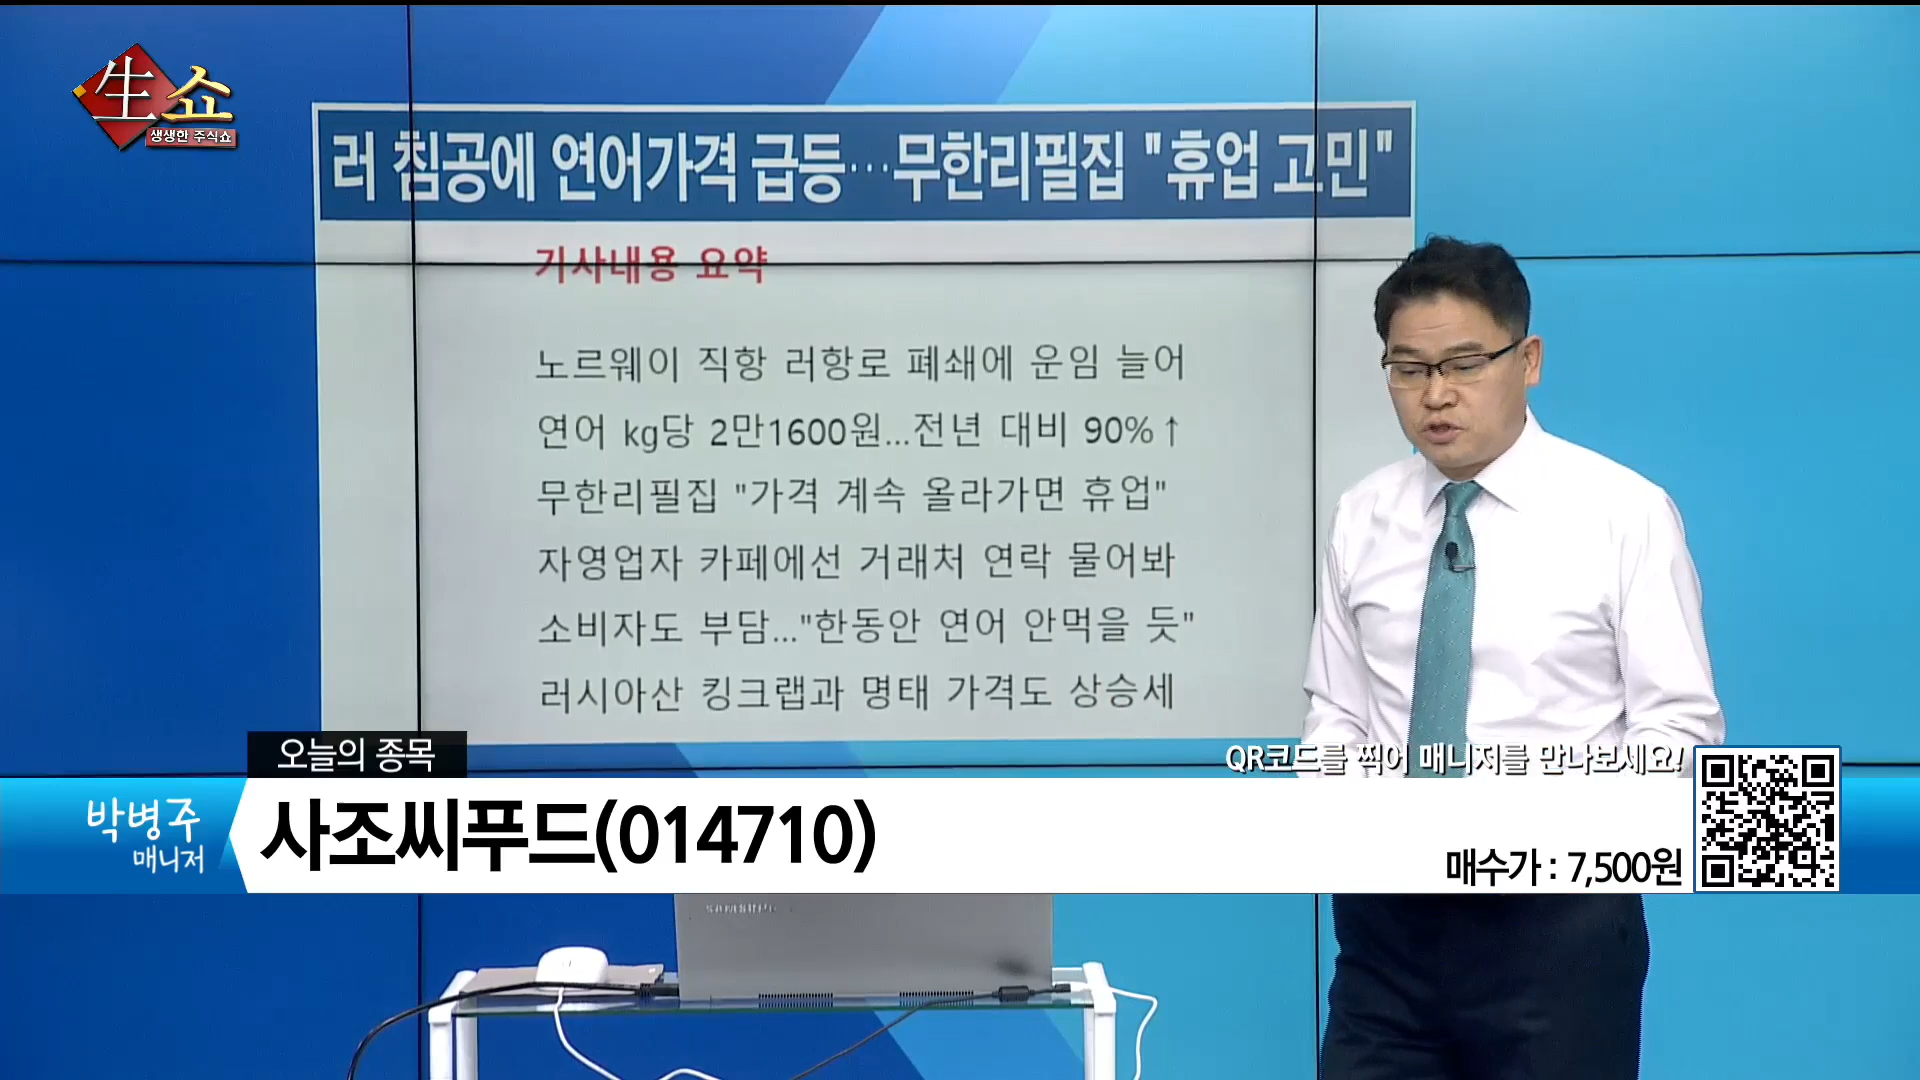 生쇼
생생한 주식쇼
러 침공에 연어가격 급등…무한리필집 "휴업 고민"
기사내용 요약
노르웨이 직항 러항로 폐쇄에 운임 늘어
연어 kg당 2만1600원...전년 대비 90%↑
무한리필집 "가격 계속 올라가면 휴업"
자영업자 카페에선 거래처 연락 물어봐
소비자도 부담..."한동안 연어 안먹을 듯"
러시아산 킹크랩과 명태 가격도 상승세
오늘의 종목
QR코드를 찍어 매니저를 만나보세요!
박병주
매니저
사조씨푸드(014710)
매수가 : 7,500원